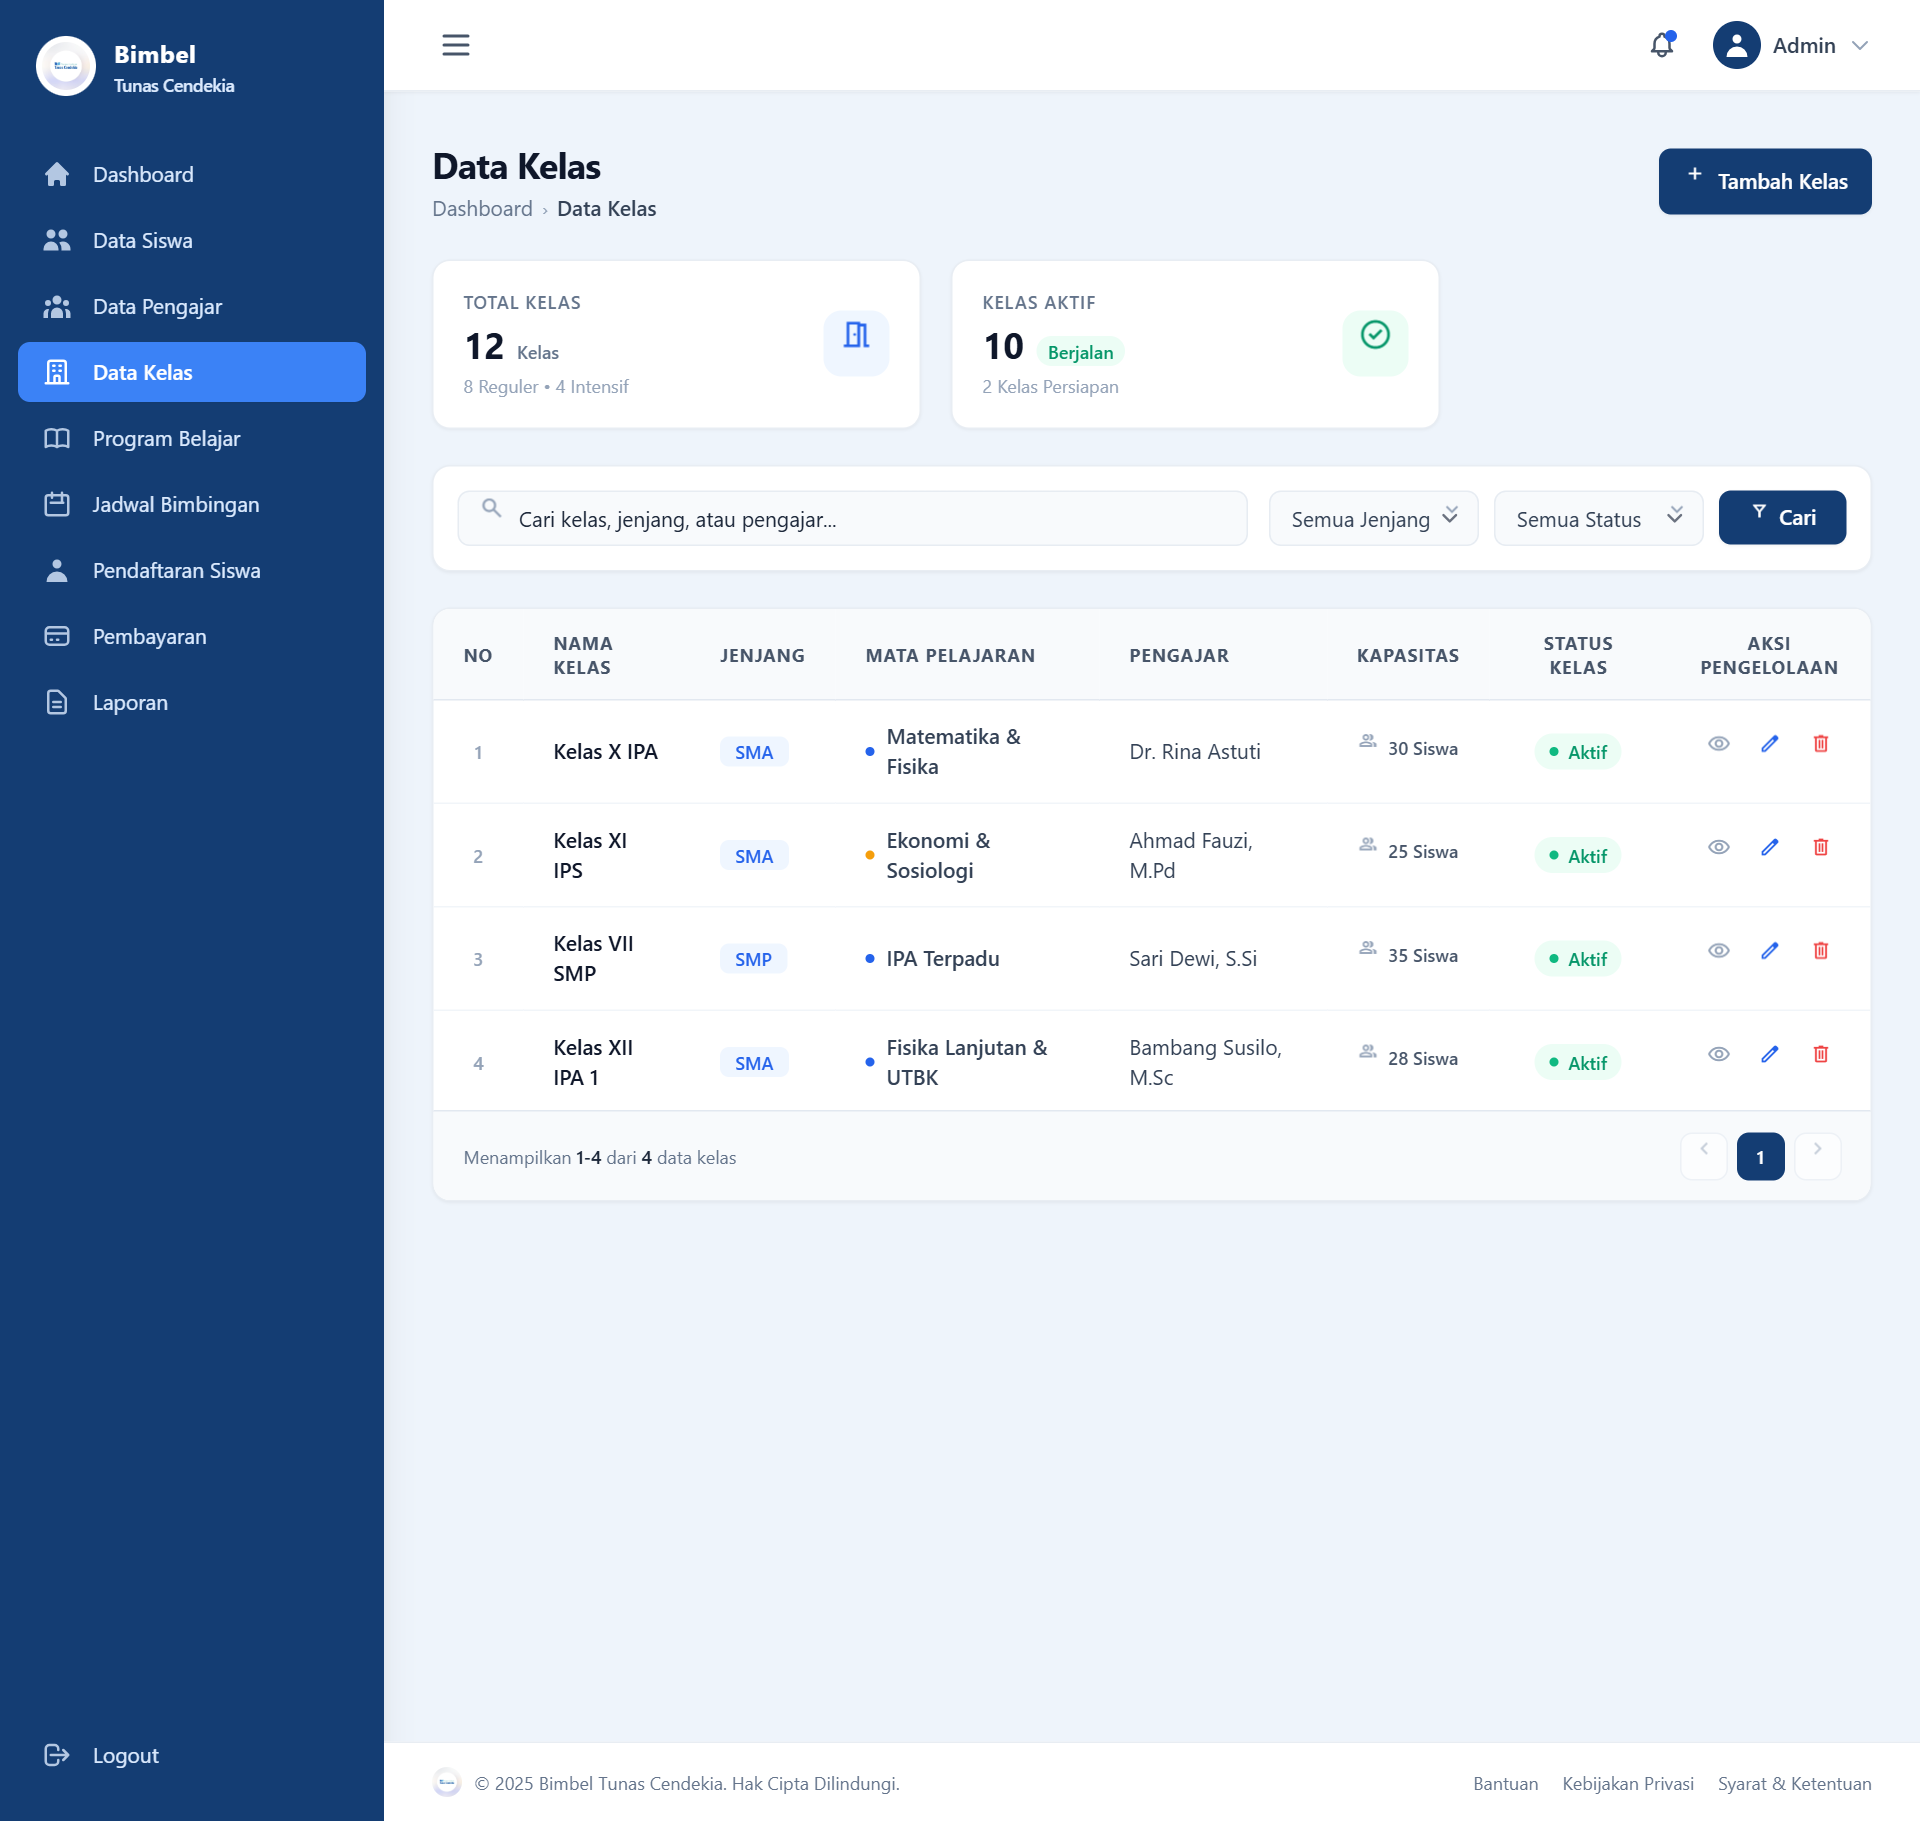 Bimbel
Tunas Cendekia
Dashboard
Data Siswa
Data Pengajar
Data Kelas
Program Belajar
Jadwal Bimbingan
Pendaftaran Siswa
Pembayaran
Laporan
Logout
Admin
Data Kelas
Dashboard › Data Kelas
+ Tambah Kelas
TOTAL KELAS
12 Kelas
8 Reguler • 4 Intensif
KELAS AKTIF
10 Berjalan
2 Kelas Persiapan
Cari kelas, jenjang, atau pengajar...
Semua Jenjang
Semua Status
Cari
NO
NAMA
KELAS
JENJANG
MATA PELAJARAN
PENGAJAR
KAPASITAS
STATUS
KELAS
AKSI
PENGELOLAAN
1
Kelas X IPA
SMA
Matematika &
Fisika
Dr. Rina Astuti
30 Siswa
Aktif
2
Kelas XI
IPS
SMA
Ekonomi &
Sosiologi
Ahmad Fauzi,
M.Pd
25 Siswa
Aktif
3
Kelas VII
SMP
SMP
IPA Terpadu
Sari Dewi, S.Si
35 Siswa
Aktif
4
Kelas XII
IPA 1
SMA
Fisika Lanjutan &
UTBK
Bambang Susilo,
M.Sc
28 Siswa
Aktif
Menampilkan 1-4 dari 4 data kelas
1
© 2025 Bimbel Tunas Cendekia. Hak Cipta Dilindungi.
Bantuan
Kebijakan Privasi
Syarat & Ketentuan